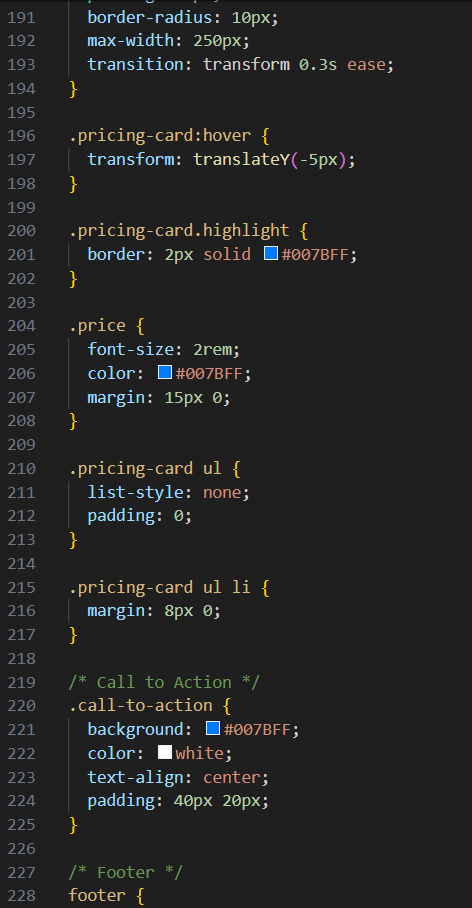 191 border-radius: 10px;
192 max-width: 250px;
193 transition: transform 0.3s ease;
194 }
195
196 .pricing-card:hover {
197 transform: translateY(-5px);
198 }
199
200 .pricing-card.highlight {
201 border: 2px solid #007BFF;
202 }
203
204 .price {
205 font-size: 2rem;
206 color: #007BFF;
207 margin: 15px 0;
208 }
209
210 .pricing-card ul {
211 list-style: none;
212 padding: 0;
213 }
214
215 .pricing-card ul li {
216 margin: 8px 0;
217 }
218
219 /* Call to Action */
220 .call-to-action {
221 background: #007BFF;
222 color: white;
223 text-align: center;
224 padding: 40px 20px;
225 }
226
227 /* Footer */
228 footer {